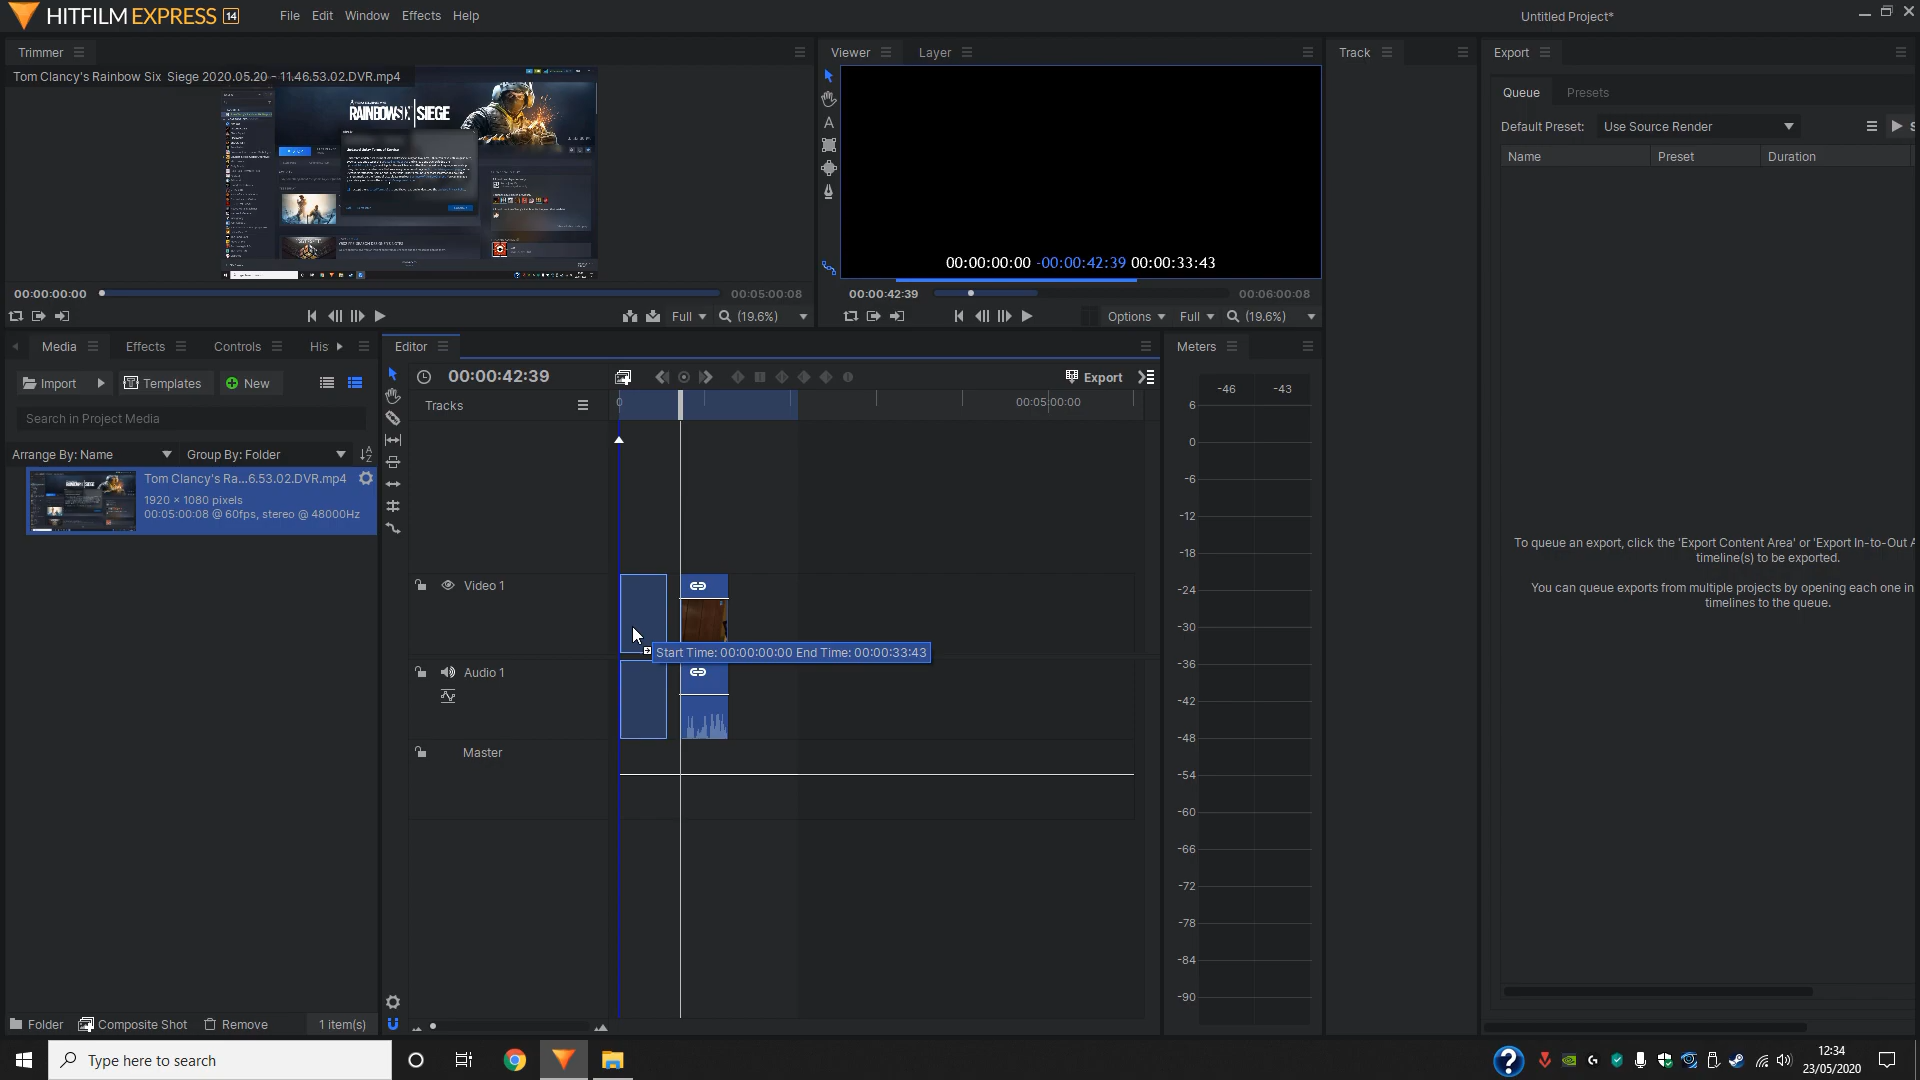 HITFILM EXPRESS 14
File Edit Window Effects Help
Untitled Project*
Trimmer
Viewer
Layer
Track
Export
Tom Clancy's Rainbow Six  Siege 2020.05.20 - 11.46.53.02.DVR.mp4
RAINBOW SIX | SIEGE
Updated Ubisoft Terms of Service
Queue
Presets
Default Preset: Use Source Render
Name Preset Duration
00:00:00:00 -00:00:42:39 00:00:33:43
00:00:00:00
00:05:00:08
00:00:42:39
00:06:00:08
Full (19.6%)
Options Full (19.6%)
Media Effects Controls His
Editor
Meters
Import Templates New
00:00:42:39
Export
-46 -43
Search in Project Media
Tracks
0
00:05:00:00
Arrange By: Name Group By: Folder
Tom Clancy's Ra...6.53.02.DVR.mp4
1920 × 1080 pixels
00:05:00:08 @ 60fps, stereo @ 48000Hz
6
0
-6
-12
-18
-24
-30
-36
-42
-48
-54
-60
-66
-72
-78
-84
-90
To queue an export, click the 'Export Content Area' or 'Export In-to-Out A
timeline(s) to be exported.
You can queue exports from multiple projects by opening each one in
timelines to the queue.
Video 1
Start Time: 00:00:00:00 End Time: 00:00:33:43
Audio 1
Master
Folder Composite Shot Remove 1 item(s)
Type here to search
12:34
23/05/2020